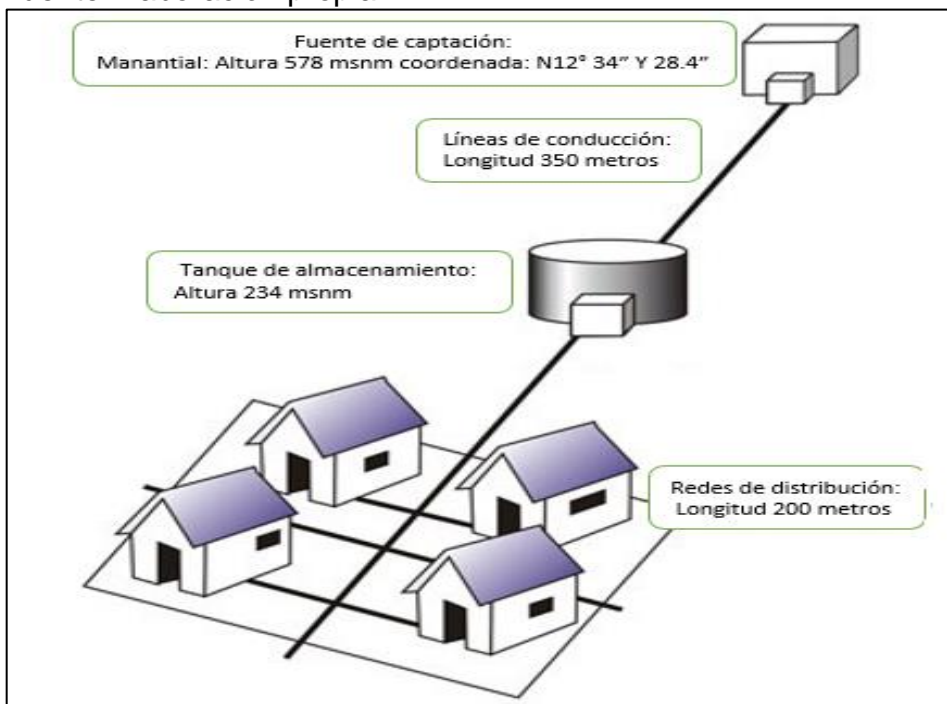 Fuente de captación:
Manantial: Altura 578 msnm coordenada: N12° 34” Y 28.4”
Líneas de conducción:
Longitud 350 metros
Tanque de almacenamiento:
Altura 234 msnm
Redes de distribución:
Longitud 200 metros